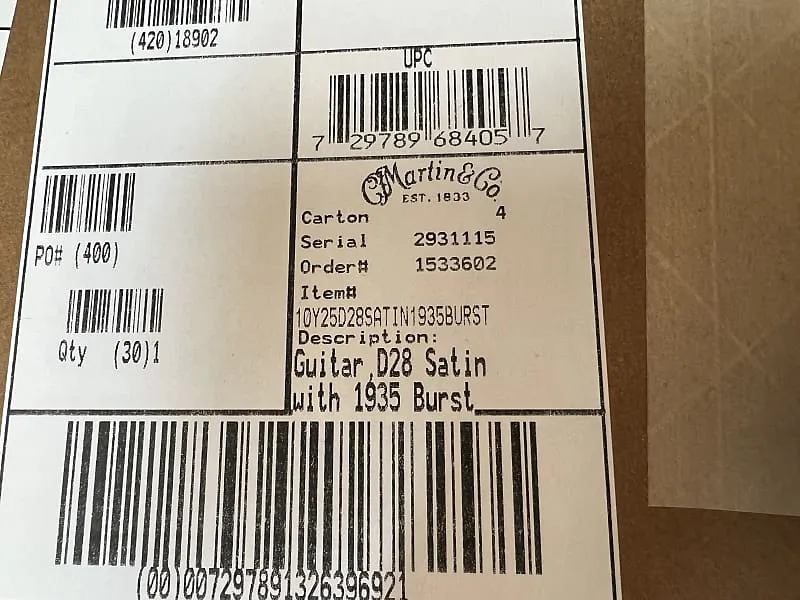 (420)18902
UPC
7 29789 68405 7
CFMartin & Co.
EST. 1833
Carton 4
Serial 2931115
Order# 1533602
Item#
10Y25D28SATIN1935BURST
Description:
Guitar,D28 Satin
with 1935 Burst
PO# (400)
Qty (30)1
(00)007297891326396921